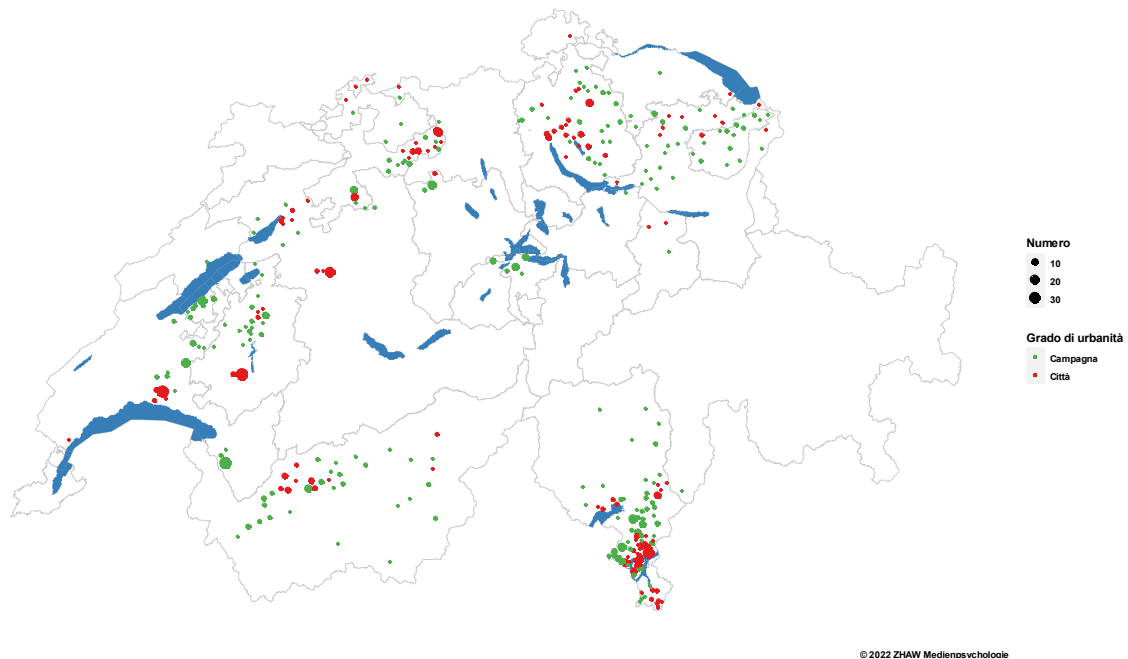 Numero
10
20
30
Grado di urbanità
Campagna
Città
© 2022 ZHAW Medienpsychologie